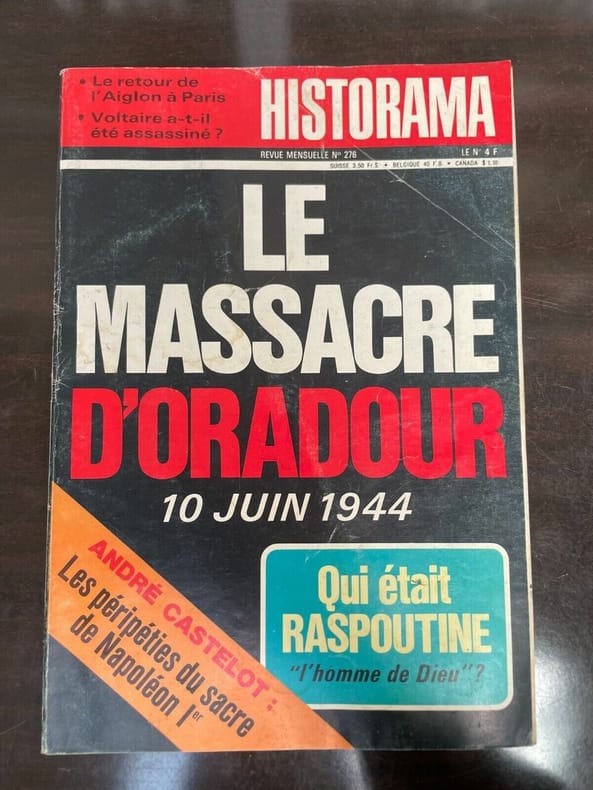 • Le retour de
l'Aiglon à Paris
• Voltaire a-t-il
été assassiné ?
HISTORAMA
REVUE MENSUELLE N° 276
LE N° 4 F
SUISSE 3,50 Fr.S. • BELGIQUE 40 F.B. • CANADA $ 1,10
LE
MASSACRE
D'ORADOUR
10 JUIN 1944
ANDRÉ CASTELOT :
Les péripéties du sacre
de Napoléon Ier
Qui était
RASPOUTINE
"l'homme de Dieu"?